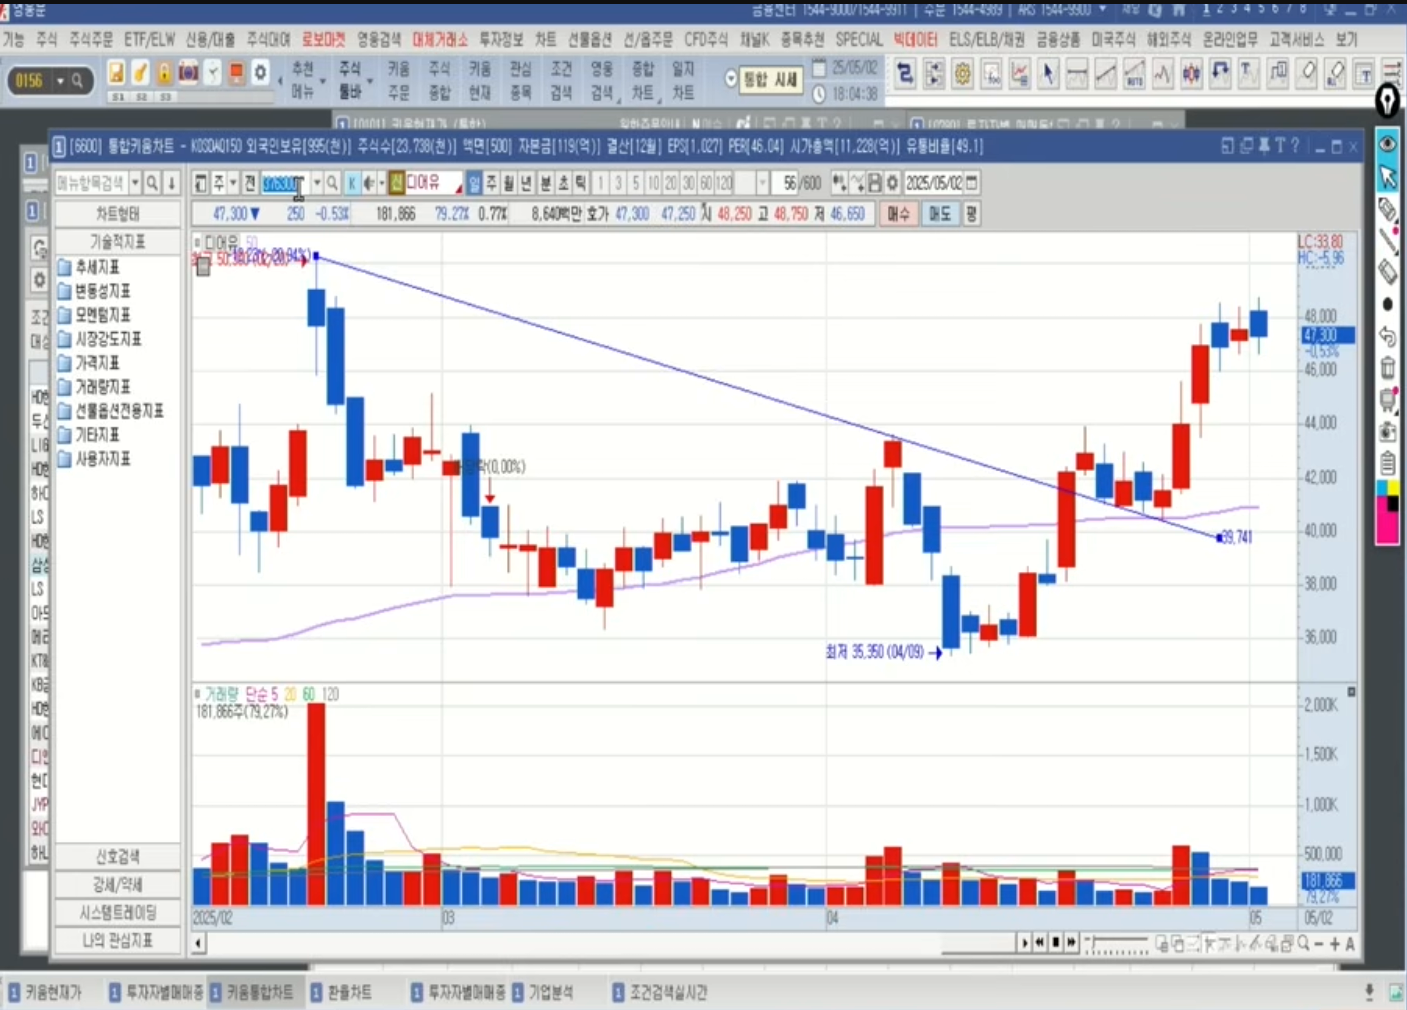 영웅문
금융센터 1544-9000/1544-9911 | 주문 1544-4989 | ARS 1544-9900
1 2 3 4 5 6 7 8
기능 주식 주식주문 ETF/ELW 신용/대출 주식대여 로보마켓 영웅검색 대체거래소 투자정보 차트 선물옵션 선/옵주문 CFD주식 채널K 종목추천 SPECIAL 빅데이터 ELS/ELB/채권 금융상품 미국주식 해외주식 온라인업무 고객서비스 보기
0156
S1 S2 S3
추천 메뉴
주식 툴바
키움 주문
주식 종합
키움 현재
관심 종목
조건 검색
영웅 검색
종합 차트
일지 차트
통합 시세
25/05/02
18:04:38
AUTO
[6600] 통합키움차트 - KOSDAQ150 외국인보유[995(천)] 주식수[23,738(천)] 액면[500] 자본금[119(억)] 결산[12월] EPS[1,027] PER[46.04] 시가총액[11,228(억)] 유통비율[49.1]
메뉴항목검색
주 전 376300 K 신 디어유 일 주 월 년 분 초 틱 1 3 5 10 20 30 60 120 56 /600 2025/05/02
47,300▼ 250 -0.53% 181,866 79.27% 0.77% 8,640백만 호가 47,300 47,250 시 48,250 고 48,750 저 46,650 매수 매도 평
차트형태
기술적지표
추세지표
변동성지표
모멘텀지표
시장강도지표
가격지표
거래량지표
선물옵션전용지표
기타지표
사용자지표
신호검색
강세/약세
시스템트레이딩
나의 관심지표
디어유 50
LC:33.80
HC:-5.96
48,000
47,300
-0.53%
46,000
44,000
42,000
40,000
38,000
36,000
(0.00%)
39,741
최저 35,350 (04/09)
거래량 단순 5 20 60 120
181,866주(79.27%)
2,000K
1,500K
1,000K
500,000
181,866
79.27%
2025/02 03 04 05 05/02
A
키움현재가 투자자별매매종 키움통합차트 환율차트 투자자별매매종 기업분석 조건검색실시간